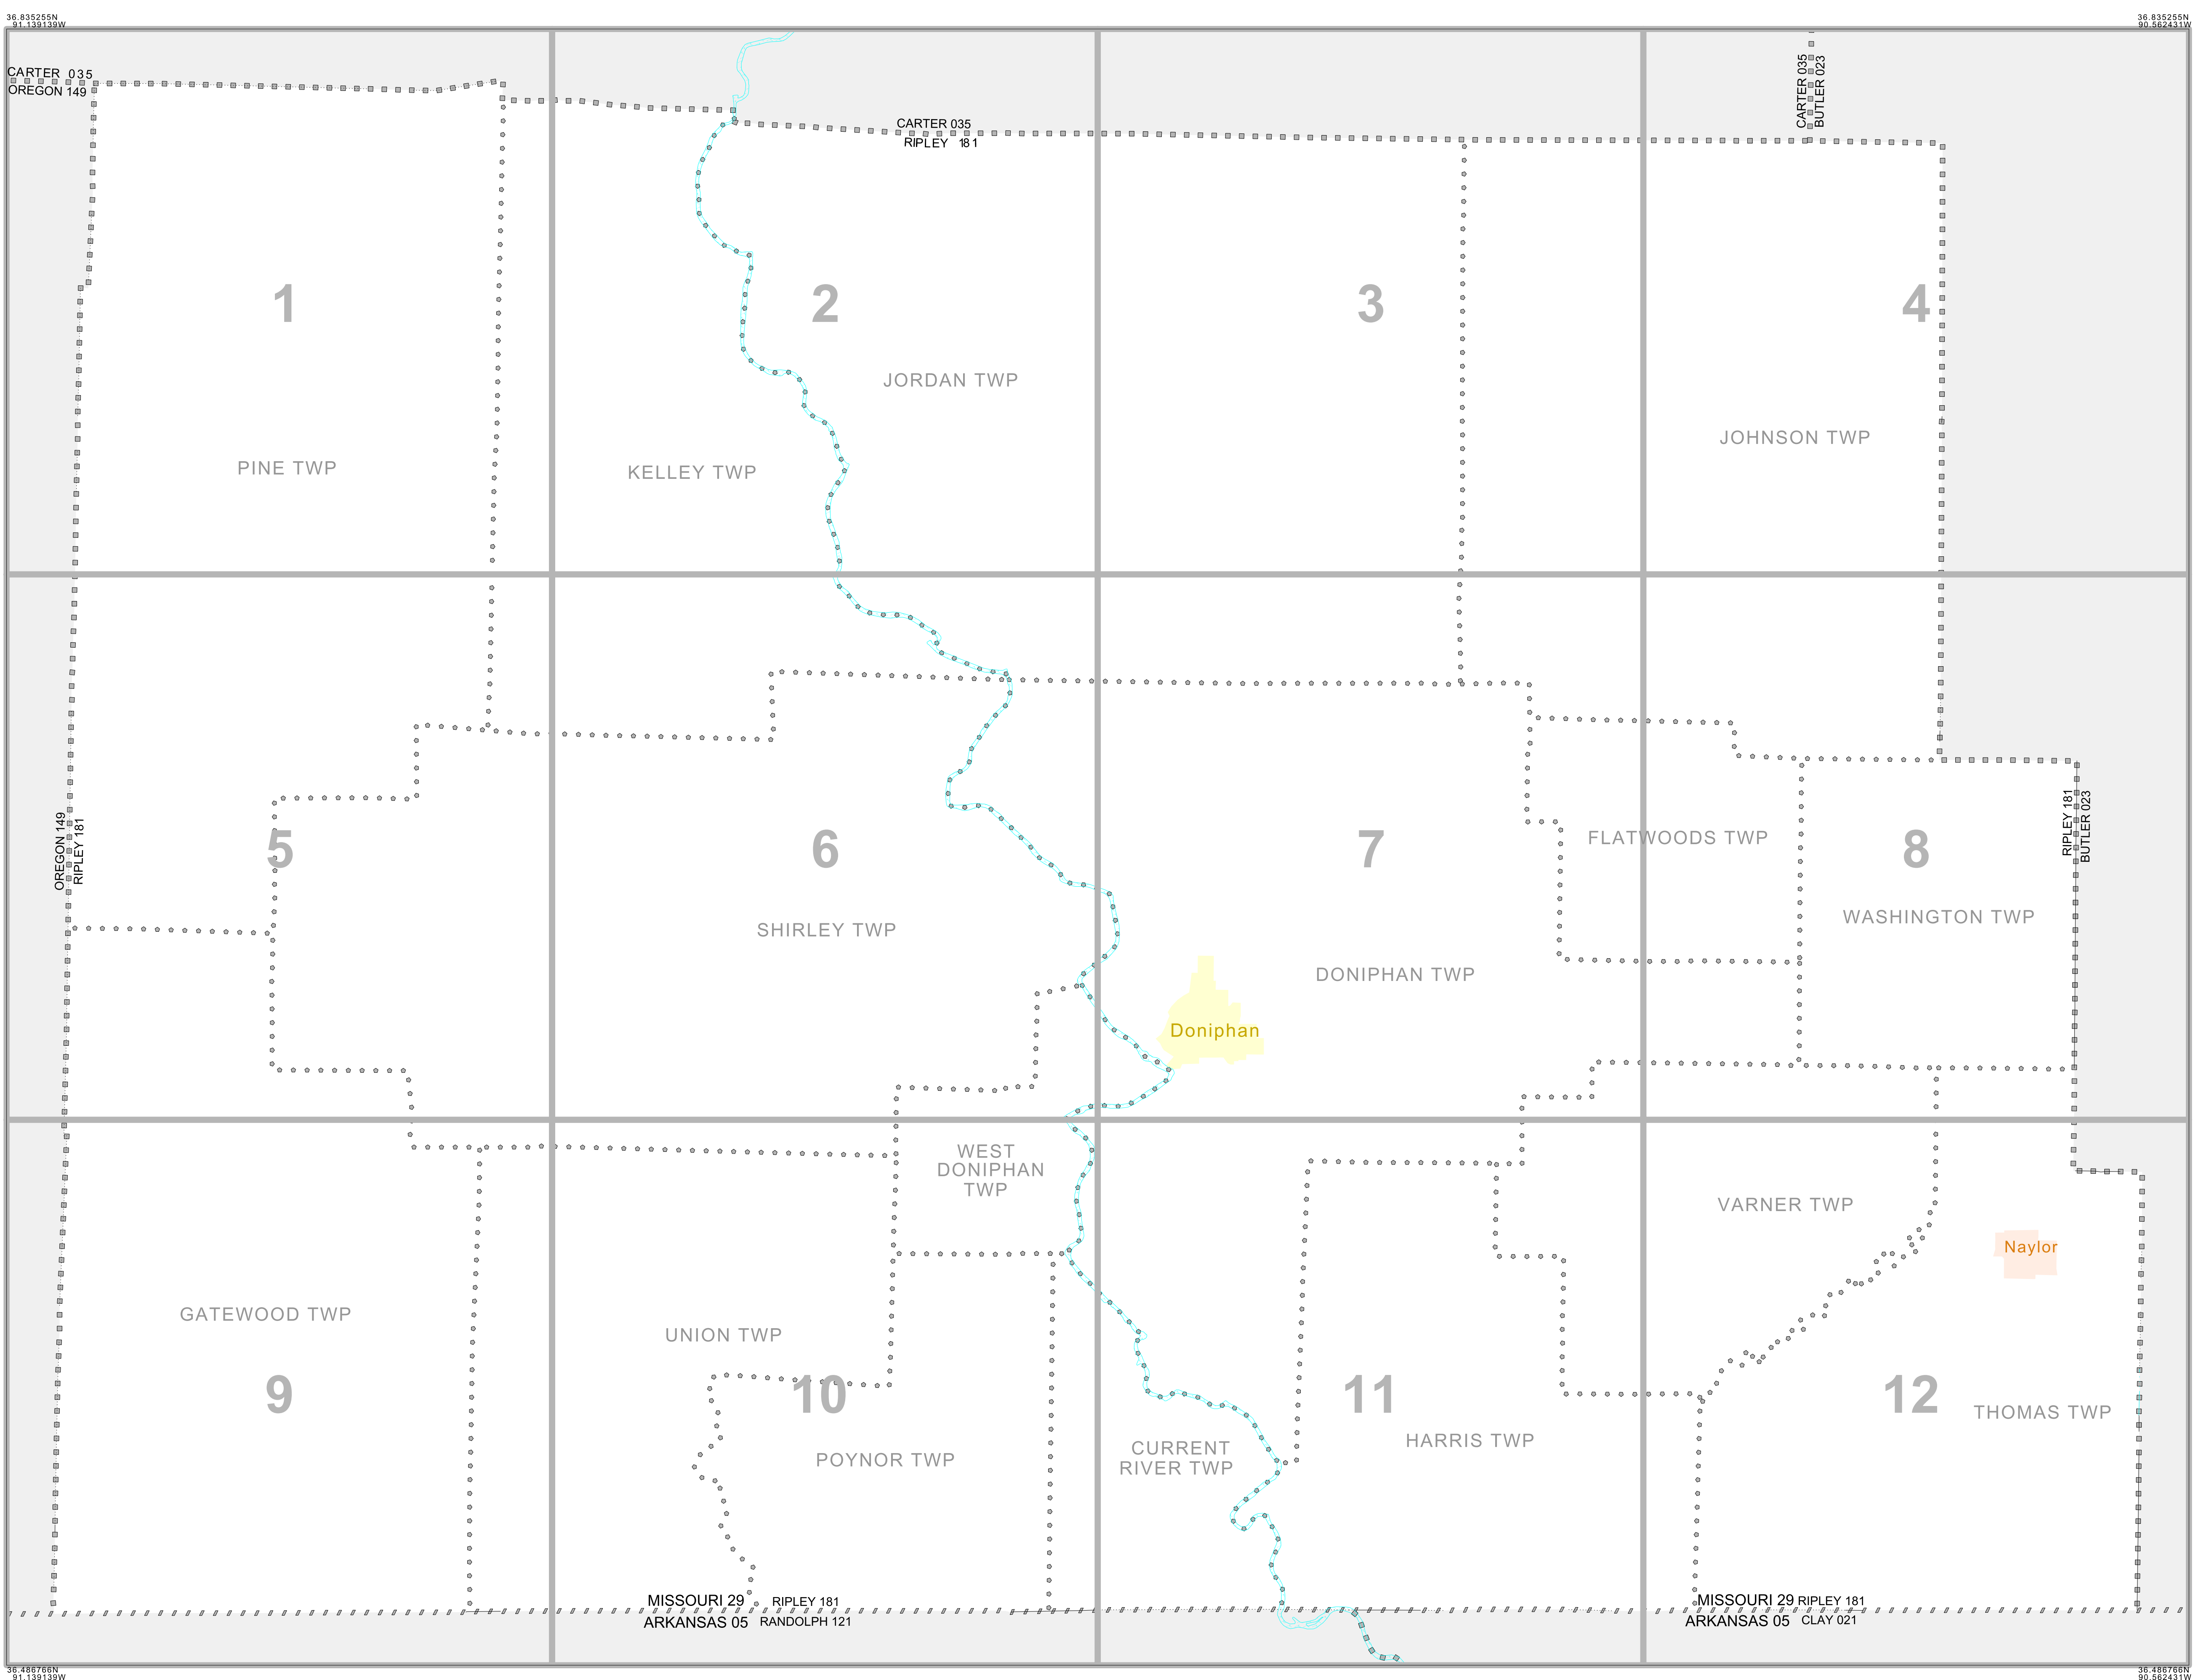 36.835255N
91.139139W
36.835255N
90.562431W
CARTER 035
OREGON 149
CARTER 035
RIPLEY 181
CARTER 035
BUTLER 023
1
2
3
4
JORDAN TWP
JOHNSON TWP
PINE TWP
KELLEY TWP
OREGON 149
RIPLEY 181
5
6
7
8
FLATWOODS TWP
RIPLEY 181
BUTLER 023
WASHINGTON TWP
SHIRLEY TWP
DONIPHAN TWP
Doniphan
WEST
DONIPHAN
TWP
VARNER TWP
Naylor
GATEWOOD TWP
UNION TWP
9
10
11
12
THOMAS TWP
HARRIS TWP
CURRENT
RIVER TWP
POYNOR TWP
MISSOURI 29 RIPLEY 181
ARKANSAS 05 RANDOLPH 121
MISSOURI 29 RIPLEY 181
ARKANSAS 05 CLAY 021
36.486766N
91.139139W
36.486766N
90.562431W